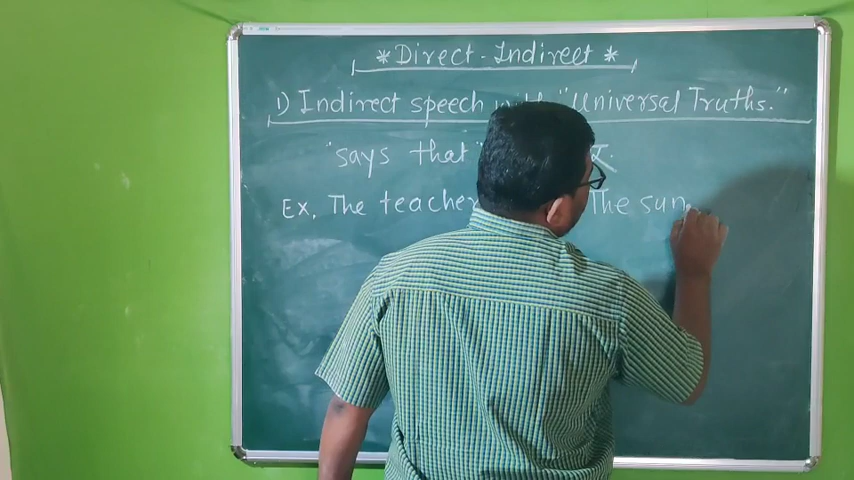 *Direct-Indirect*
1) Indirect speech with "Universal Truths."
"says that"
Ex. The teacher The sun